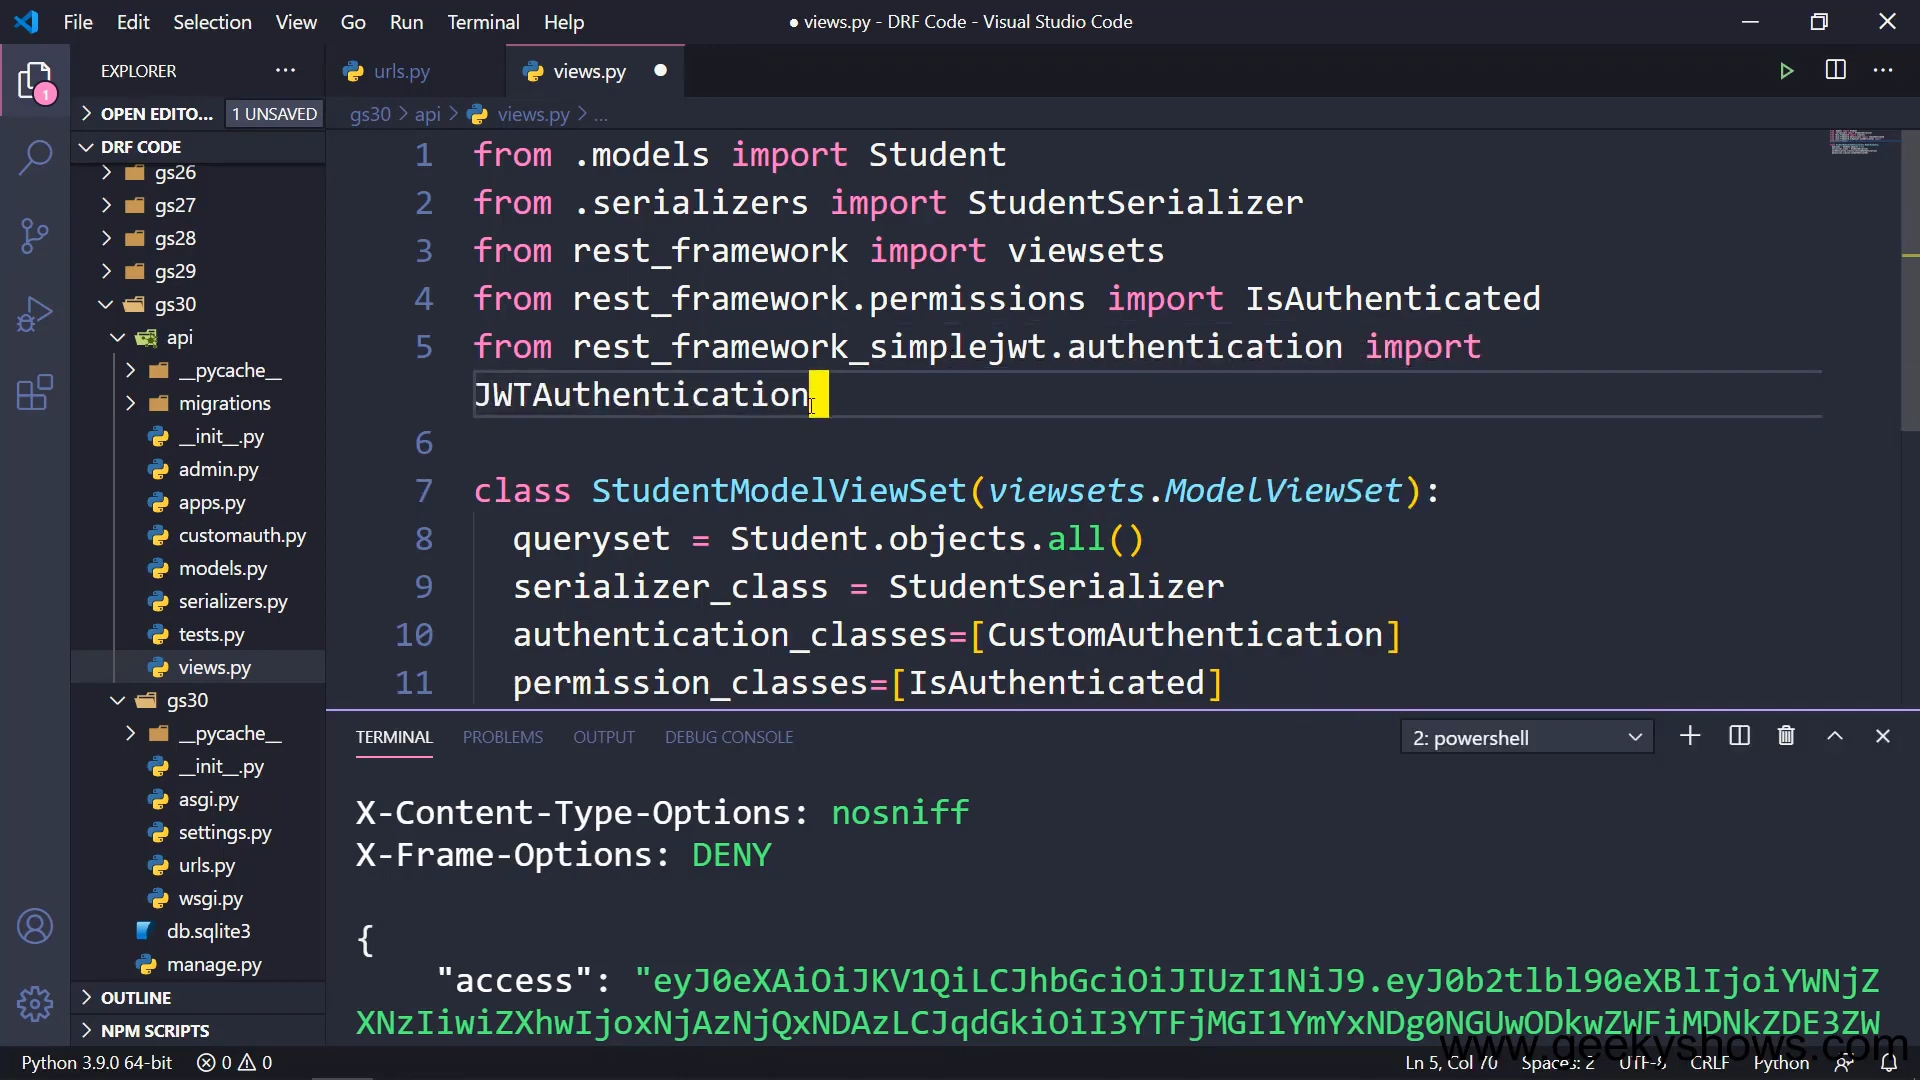 File Edit Selection View Go Run Terminal Help
● views.py - DRF Code - Visual Studio Code
EXPLORER
1
OPEN EDITO... 1 UNSAVED
DRF CODE
gs26
gs27
gs28
gs29
gs30
api
__pycache__
migrations
__init__.py
admin.py
apps.py
customauth.py
models.py
serializers.py
tests.py
views.py
gs30
__pycache__
__init__.py
asgi.py
settings.py
urls.py
wsgi.py
db.sqlite3
manage.py
OUTLINE
NPM SCRIPTS
urls.py views.py
gs30 > api > views.py > ...
1 from .models import Student
2 from .serializers import StudentSerializer
3 from rest_framework import viewsets
4 from rest_framework.permissions import IsAuthenticated
5 from rest_framework_simplejwt.authentication import
JWTAuthentication
6
7 class StudentModelViewSet(viewsets.ModelViewSet):
8 queryset = Student.objects.all()
9 serializer_class = StudentSerializer
10 authentication_classes=[CustomAuthentication]
11 permission_classes=[IsAuthenticated]
TERMINAL PROBLEMS OUTPUT DEBUG CONSOLE 2: powershell
X-Content-Type-Options: nosniff
X-Frame-Options: DENY
{
"access": "eyJ0eXAiOiJKV1QiLCJhbGciOiJIUzI1NiJ9.eyJ0b2tlbl90eXBlIjoiYWNjZ
XNzIiwiZXhwIjoxNjAzNjQxNDAzLCJqdGkiOiI3YTFjMGI1YmYxNDg0NGUwODkwZWFiMDNkZDE3ZW
www.geekyshows.com
Python 3.9.0 64-bit 0 0 Ln 5, Col 70 Spaces: 2 UTF-8 CRLF Python